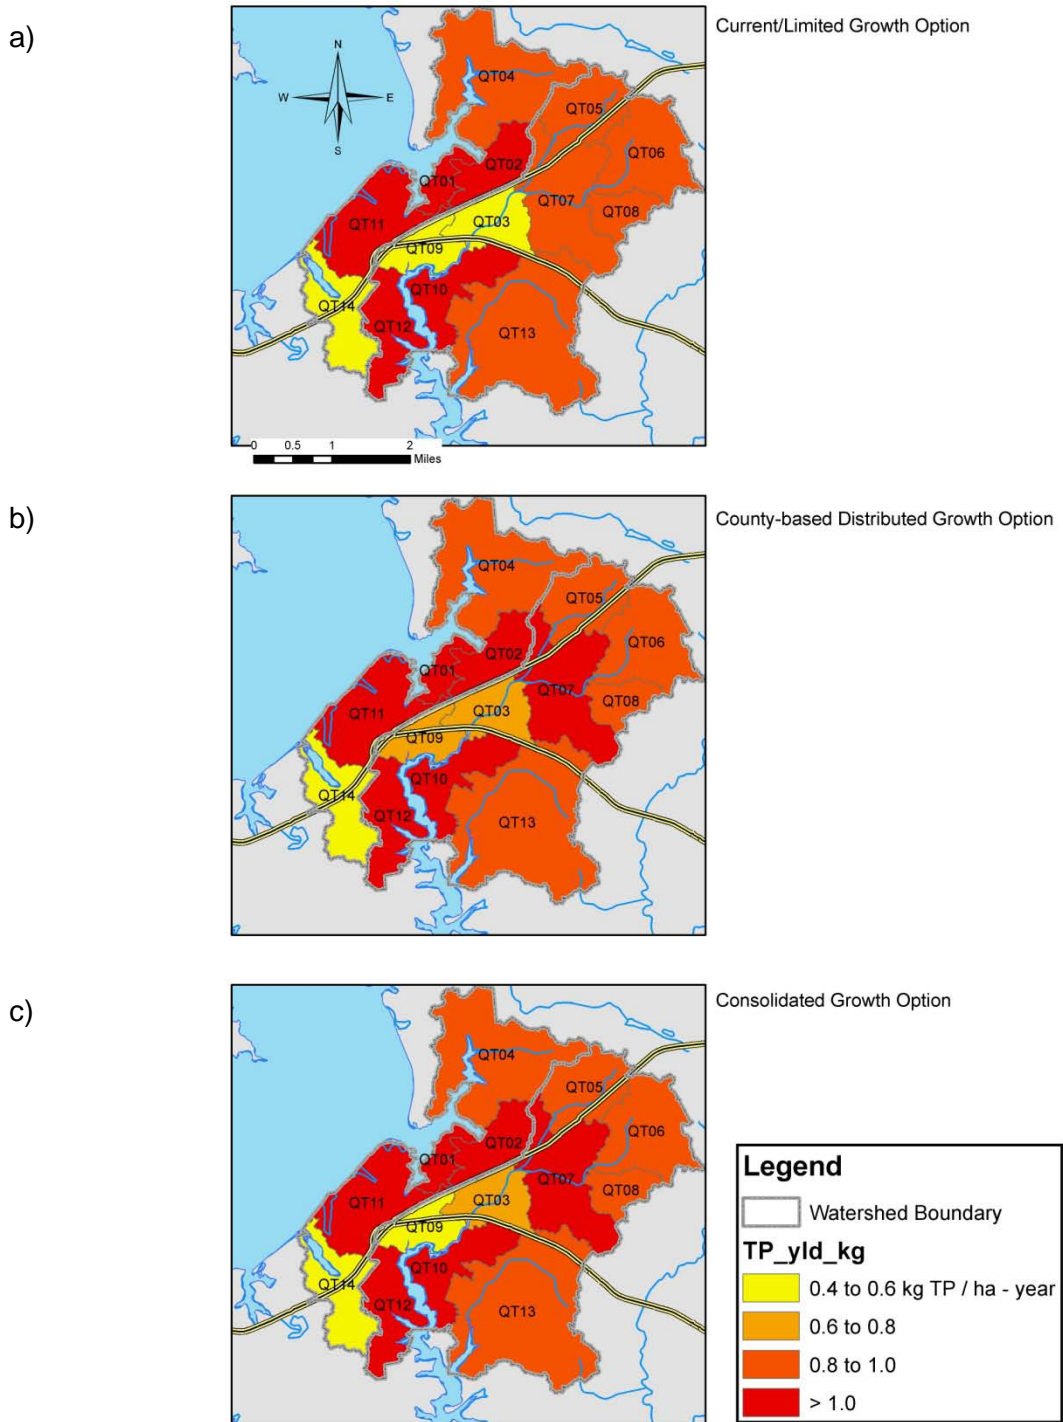 a)
Current/Limited Growth Option
N
W
E
S
QT04
QT05
QT06
QT02
QT01
QT07
QT08
QT11
QT03
QT09
QT10
QT14
QT12
QT13
0 0.5 1 2
Miles
b)
County-based Distributed Growth Option
QT04
QT05
QT06
QT02
QT01
QT07
QT08
QT11
QT03
QT09
QT10
QT14
QT12
QT13
c)
Consolidated Growth Option
QT04
QT05
QT06
QT02
QT01
QT07
QT08
QT11
QT03
QT09
QT10
QT14
QT12
QT13
Legend
Watershed Boundary
TP_yld_kg
0.4 to 0.6 kg TP / ha - year
0.6 to 0.8
0.8 to 1.0
> 1.0